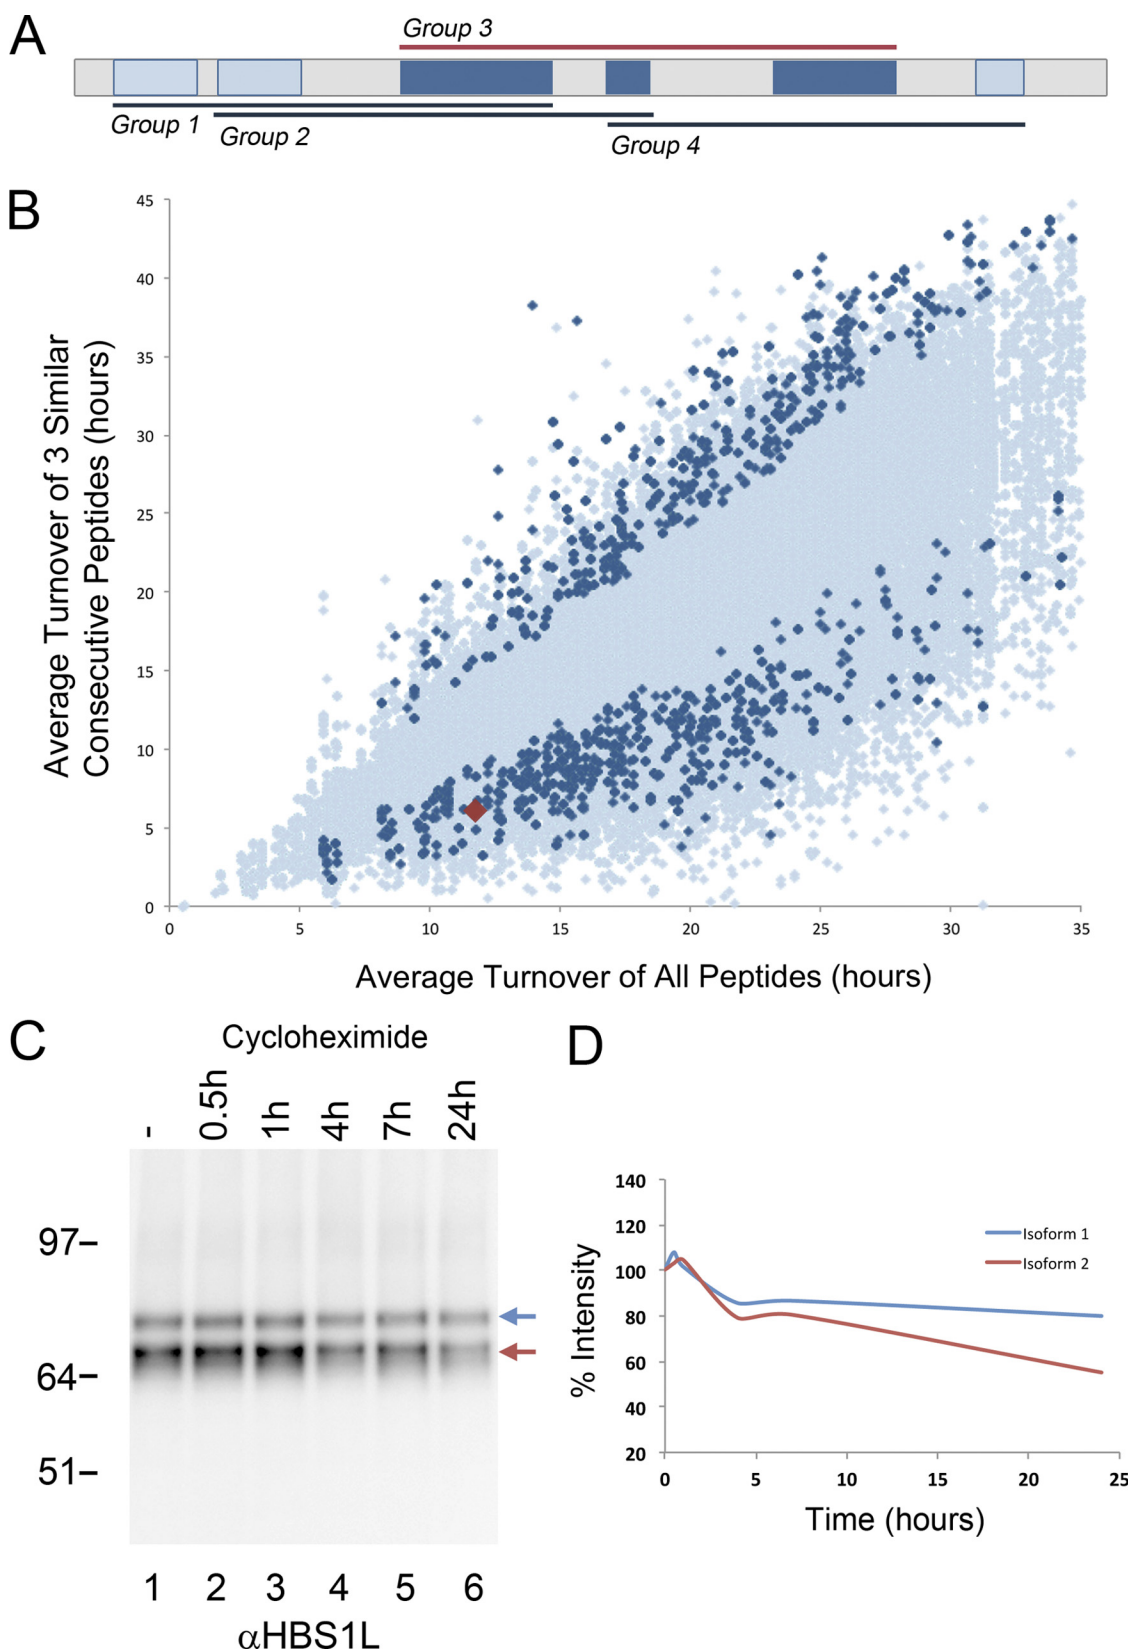 A
Group 3
Group 1
Group 2
Group 4
B
Average Turnover of 3 Similar
Consecutive Peptides (hours)
45
40
35
30
25
20
15
10
5
0
0 5 10 15 20 25 30 35
Average Turnover of All Peptides (hours)
C
Cycloheximide
- 0.5h 1h 4h 7h 24h
97–
64–
51–
1 2 3 4 5 6
αHBS1L
D
% Intensity
140
120
100
80
60
40
20
Isoform 1
Isoform 2
0 5 10 15 20 25
Time (hours)